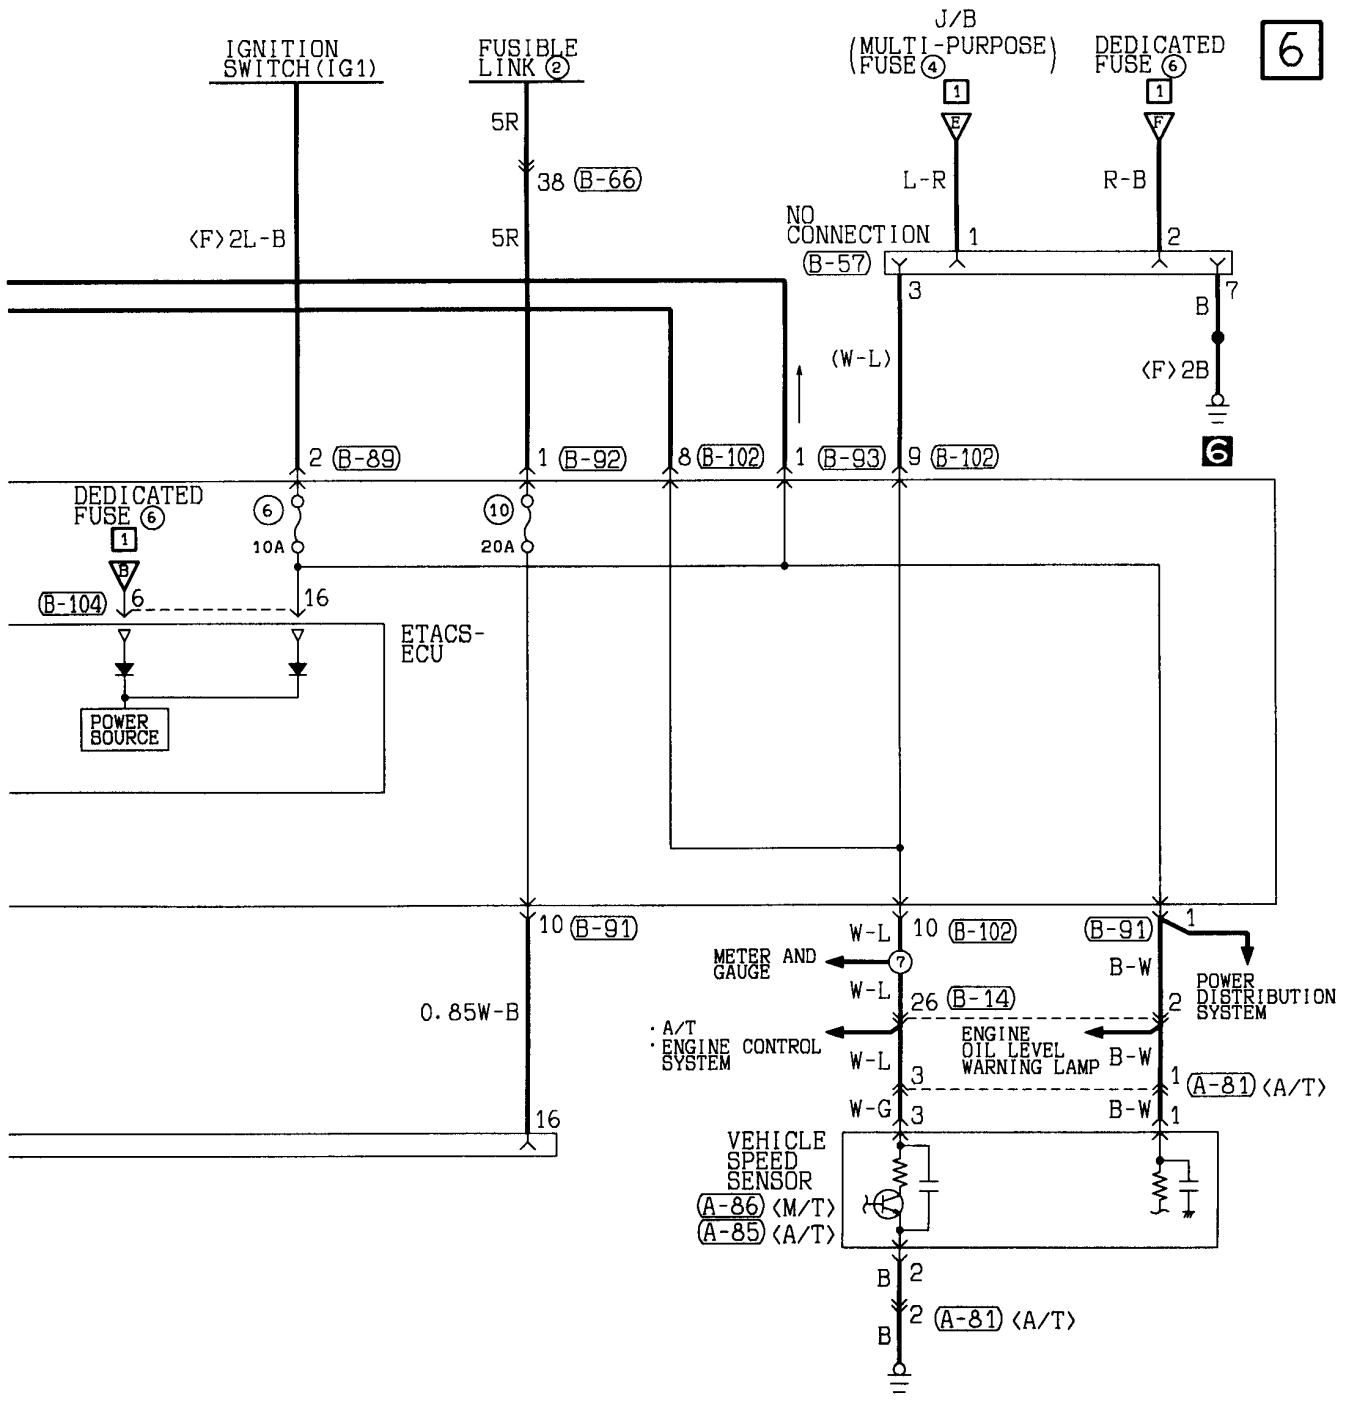 J/B
IGNITION
SWITCH(IG1)
FUSIBLE
LINK ②
(MULTI-PURPOSE)
FUSE④
DEDICATED
FUSE⑥
6
1
1
E
F
5R
38 (B-66)
L-R
R-B
<F>2L-B
5R
NO
CONNECTION
1
2
(B-57)
3
7
B
(W-L)
<F>2B
6
2 (B-89)
1 (B-92)
8 (B-102)
1 (B-93)
9 (B-102)
DEDICATED
FUSE ⑥
1
B
6
10A
10
20A
(B-104) 6
16
ETACS-
ECU
POWER
SOURCE
10 (B-91)
W-L
10 (B-102)
(B-91)
1
METER AND
GAUGE
7
B-W
POWER
DISTRIBUTION
SYSTEM
W-L
26 (B-14)
2
0.85W-B
· A/T
· ENGINE CONTROL
SYSTEM
ENGINE
OIL LEVEL
WARNING LAMP
W-L
B-W
3
1 (A-81) <A/T>
W-G
3
B-W
1
16
VEHICLE
SPEED
SENSOR
(A-86) <M/T>
(A-85) <A/T>
B
2
2 (A-81) <A/T>
B